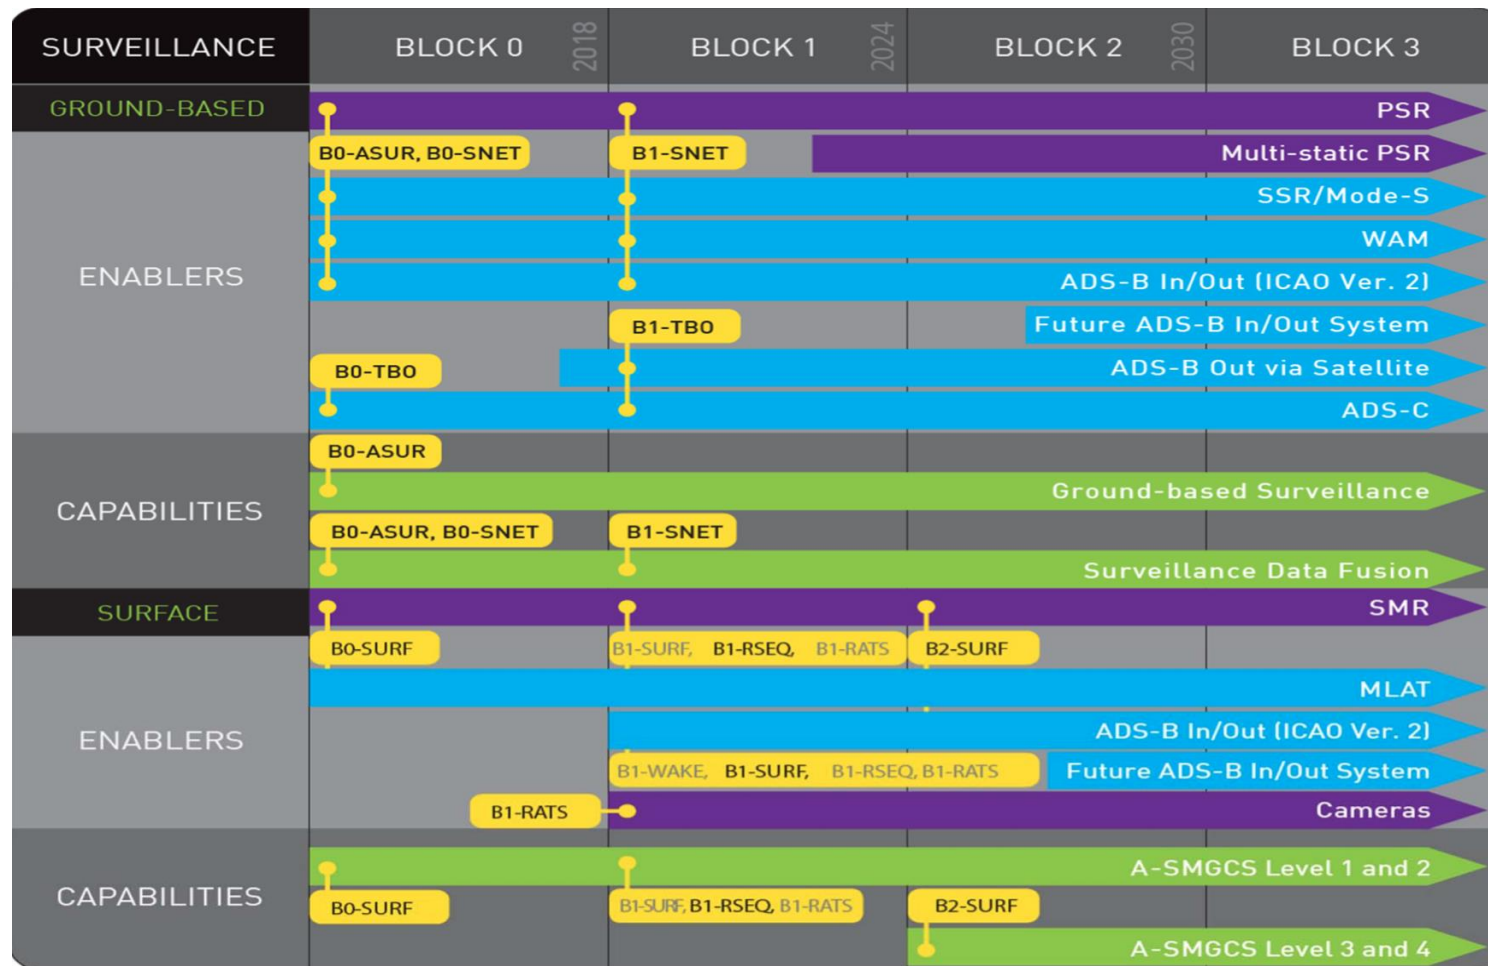 SURVEILLANCE BLOCK 0 2018 BLOCK 1 2024 BLOCK 2 2030 BLOCK 3
GROUND-BASED PSR
B0-ASUR, B0-SNET B1-SNET Multi-static PSR
SSR/Mode-S
WAM
ENABLERS ADS-B In/Out (ICAO Ver. 2)
B1-TBO Future ADS-B In/Out System
B0-TBO ADS-B Out via Satellite
ADS-C
B0-ASUR
Ground-based Surveillance
CAPABILITIES
B0-ASUR, B0-SNET B1-SNET
Surveillance Data Fusion
SURFACE SMR
B0-SURF B1-SURF, B1-RSEQ, B1-RATS B2-SURF
MLAT
ENABLERS ADS-B In/Out (ICAO Ver. 2)
B1-WAKE, B1-SURF, B1-RSEQ, B1-RATS Future ADS-B In/Out System
B1-RATS Cameras
A-SMGCS Level 1 and 2
CAPABILITIES B0-SURF B1-SURF, B1-RSEQ, B1-RATS B2-SURF
A-SMGCS Level 3 and 4